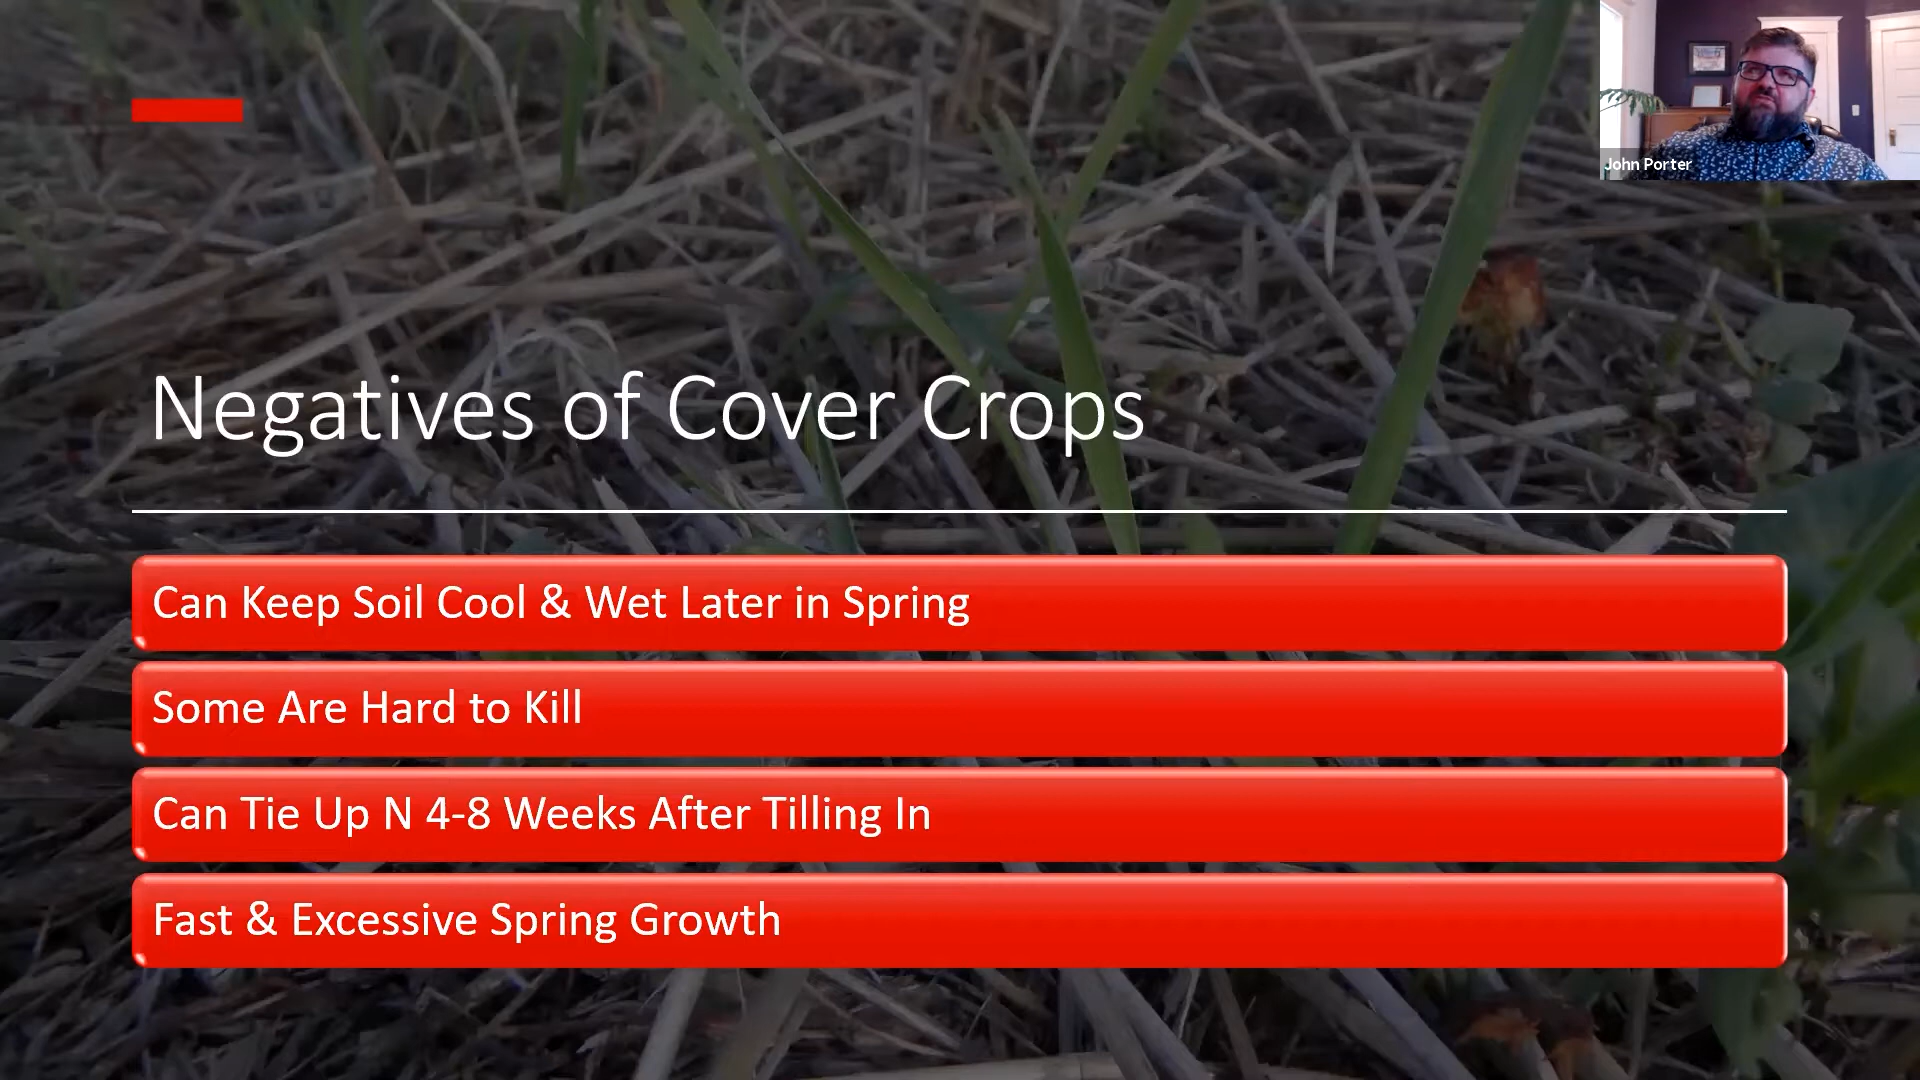 John Porter
Negatives of Cover Crops
Can Keep Soil Cool & Wet Later in Spring
Some Are Hard to Kill
Can Tie Up N 4-8 Weeks After Tilling In
Fast & Excessive Spring Growth